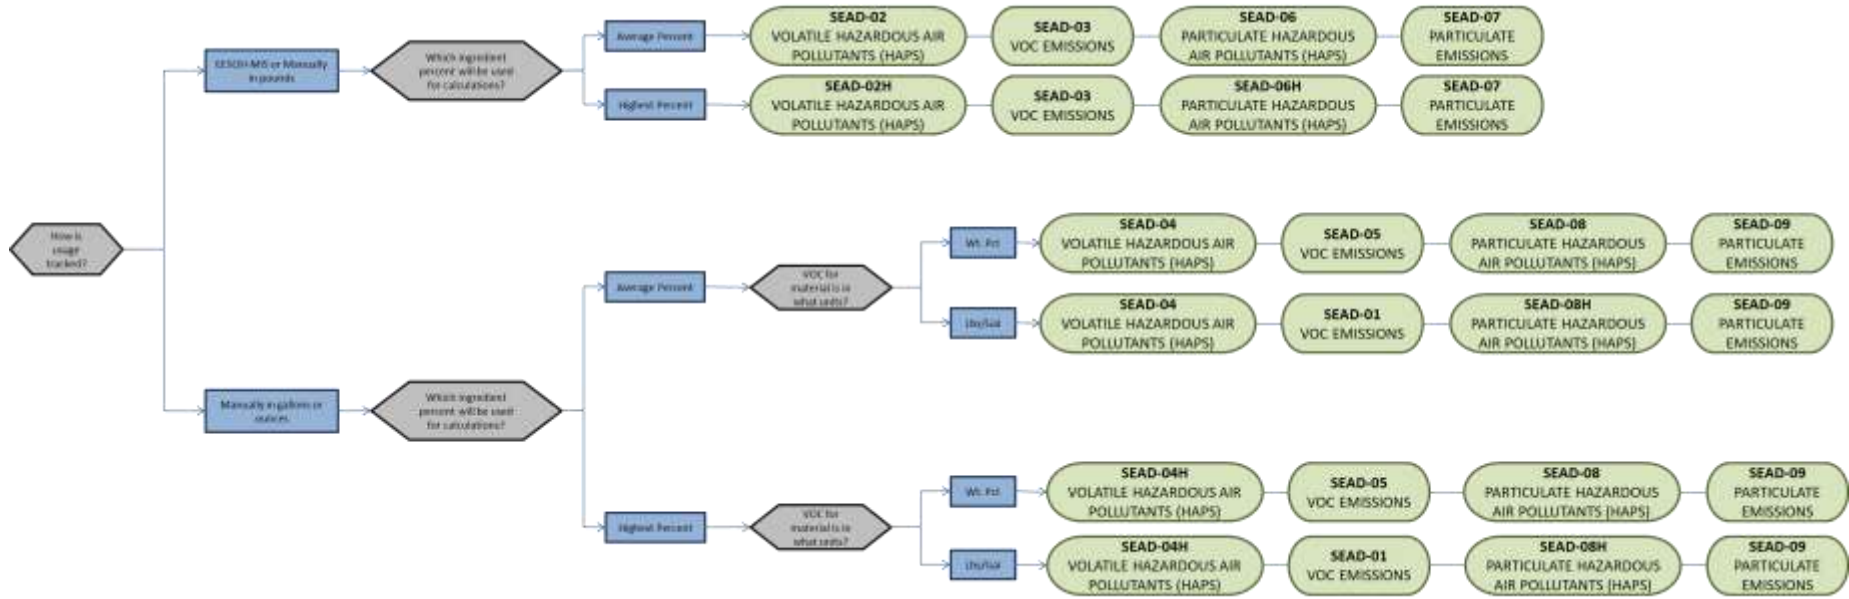 How is
usage
tracked?
EESOH-MIS or Manually
in pounds
Which ingredient
percent will be used
for calculations?
Average Percent
SEAD-02
VOLATILE HAZARDOUS AIR
POLLUTANTS (HAPS)
SEAD-03
VOC EMISSIONS
SEAD-06
PARTICULATE HAZARDOUS
AIR POLLUTANTS (HAPS)
SEAD-07
PARTICULATE
EMISSIONS
Highest Percent
SEAD-02H
VOLATILE HAZARDOUS AIR
POLLUTANTS (HAPS)
SEAD-03
VOC EMISSIONS
SEAD-06H
PARTICULATE HAZARDOUS
AIR POLLUTANTS (HAPS)
SEAD-07
PARTICULATE
EMISSIONS
Manually in gallons or
ounces
Which ingredient
percent will be used
for calculations?
Average Percent
VOC for
material is in
what units?
Wt. Pct
SEAD-04
VOLATILE HAZARDOUS AIR
POLLUTANTS (HAPS)
SEAD-05
VOC EMISSIONS
SEAD-08
PARTICULATE HAZARDOUS
AIR POLLUTANTS (HAPS)
SEAD-09
PARTICULATE
EMISSIONS
Lbs/Gal
SEAD-04
VOLATILE HAZARDOUS AIR
POLLUTANTS (HAPS)
SEAD-01
VOC EMISSIONS
SEAD-08H
PARTICULATE HAZARDOUS
AIR POLLUTANTS (HAPS)
SEAD-09
PARTICULATE
EMISSIONS
Highest Percent
VOC for
material is in
what units?
Wt. Pct
SEAD-04H
VOLATILE HAZARDOUS AIR
POLLUTANTS (HAPS)
SEAD-05
VOC EMISSIONS
SEAD-08
PARTICULATE HAZARDOUS
AIR POLLUTANTS (HAPS)
SEAD-09
PARTICULATE
EMISSIONS
Lbs/Gal
SEAD-04H
VOLATILE HAZARDOUS AIR
POLLUTANTS (HAPS)
SEAD-01
VOC EMISSIONS
SEAD-08H
PARTICULATE HAZARDOUS
AIR POLLUTANTS (HAPS)
SEAD-09
PARTICULATE
EMISSIONS